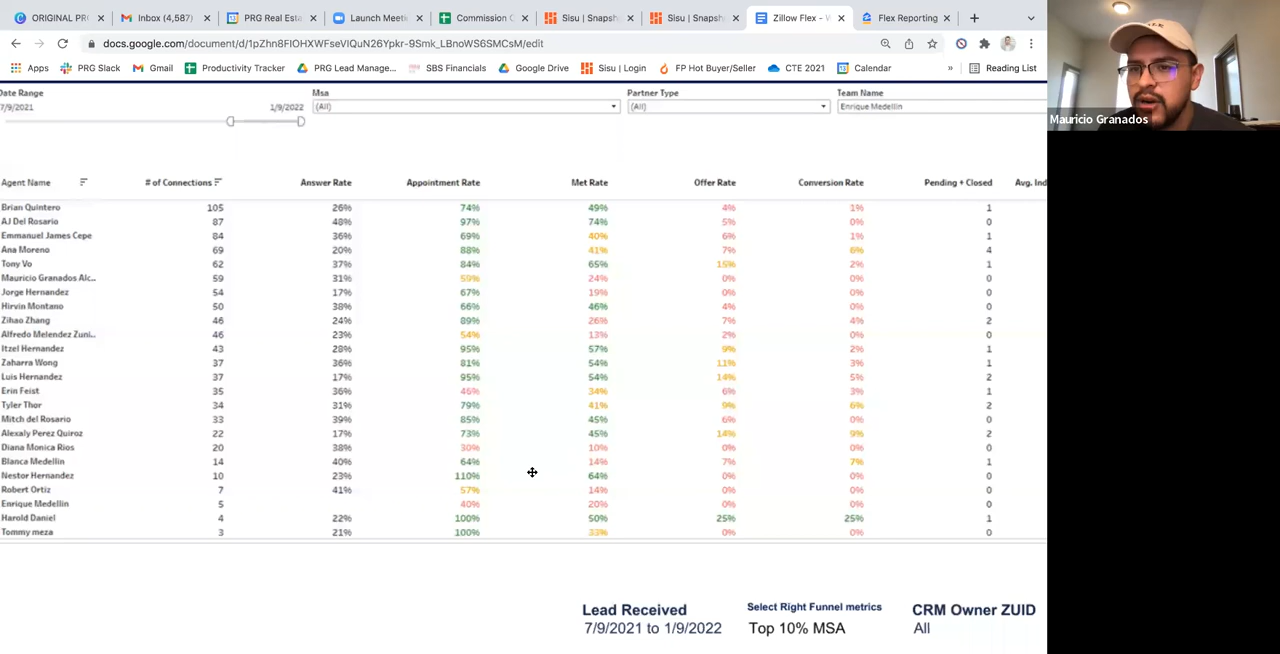 ORIGINAL PR
Inbox (4,587)
PRG Real Esta
Launch Meeti
Commission C
Sisu | Snapsh
Sisu | Snapsh
Zillow Flex - W
Flex Reporting
docs.google.com/document/d/1pZhn8FIOHXWFseVIQuN26Ypkr-9Smk_LBnoWS6SMCsM/edit
Apps
PRG Slack
Gmail
Productivity Tracker
PRG Lead Manage...
SBS Financials
Google Drive
Sisu | Login
FP Hot Buyer/Seller
CTE 2021
Calendar
»
Reading List
Date Range
Msa
Partner Type
Team Name
7/9/2021 1/9/2022
(All)
(All)
Enrique Medellin
Mauricio Granados
Agent Name # of Connections Answer Rate Appointment Rate Met Rate Offer Rate Conversion Rate Pending + Closed Avg. Ind
Brian Quintero 105 26% 74% 49% 4% 1% 1
AJ Del Rosario 87 48% 97% 74% 5% 0% 0
Emmanuel James Cepe 84 36% 69% 40% 6% 1% 1
Ana Moreno 69 20% 88% 41% 7% 6% 4
Tony Vo 62 37% 84% 65% 15% 2% 1
Mauricio Granados Alc.. 59 31% 59% 24% 0% 0% 0
Jorge Hernandez 54 17% 67% 19% 0% 0% 0
Hirvin Montano 50 38% 66% 46% 4% 0% 0
Zihao Zhang 46 24% 89% 26% 7% 4% 2
Alfredo Melendez Zuni.. 46 23% 54% 13% 2% 0% 0
Itzel Hernandez 43 28% 95% 57% 9% 2% 1
Zaharra Wong 37 36% 81% 54% 11% 3% 1
Luis Hernandez 37 17% 95% 54% 14% 5% 2
Erin Feist 35 36% 46% 34% 6% 3% 1
Tyler Thor 34 31% 79% 41% 9% 6% 2
Mitch del Rosario 33 39% 85% 45% 6% 0% 0
Alexaly Perez Quiroz 22 17% 73% 45% 14% 9% 2
Diana Monica Rios 20 38% 30% 10% 0% 0% 0
Blanca Medellin 14 40% 64% 14% 7% 7% 1
Nestor Hernandez 10 23% 110% 64% 0% 0% 0
Robert Ortiz 7 41% 57% 14% 0% 0% 0
Enrique Medellin 5 40% 20% 0% 0% 0
Harold Daniel 4 22% 100% 50% 25% 25% 1
Tommy meza 3 21% 100% 33% 0% 0% 0
Lead Received Select Right Funnel metrics CRM Owner ZUID
7/9/2021 to 1/9/2022 Top 10% MSA All